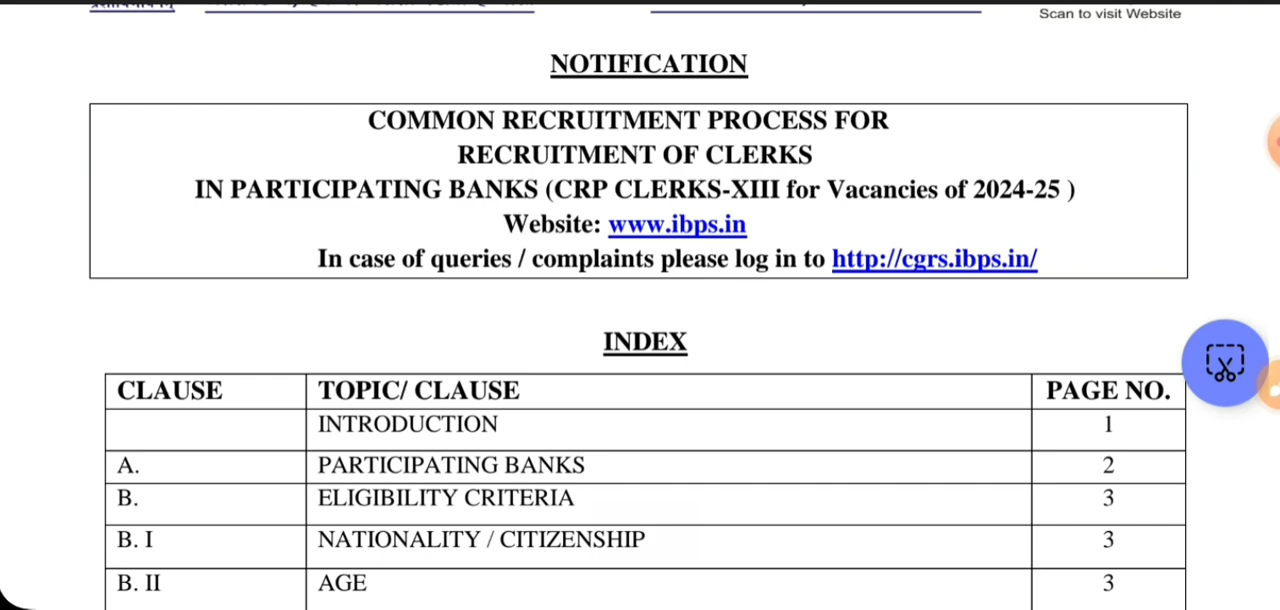 Scan to visit Website
NOTIFICATION
COMMON RECRUITMENT PROCESS FOR
RECRUITMENT OF CLERKS
IN PARTICIPATING BANKS (CRP CLERKS-XIII for Vacancies of 2024-25 )
Website: www.ibps.in
In case of queries / complaints please log in to http://cgrs.ibps.in/
INDEX
CLAUSE TOPIC/ CLAUSE PAGE NO.
INTRODUCTION 1
A. PARTICIPATING BANKS 2
B. ELIGIBILITY CRITERIA 3
B. I NATIONALITY / CITIZENSHIP 3
B. II AGE 3